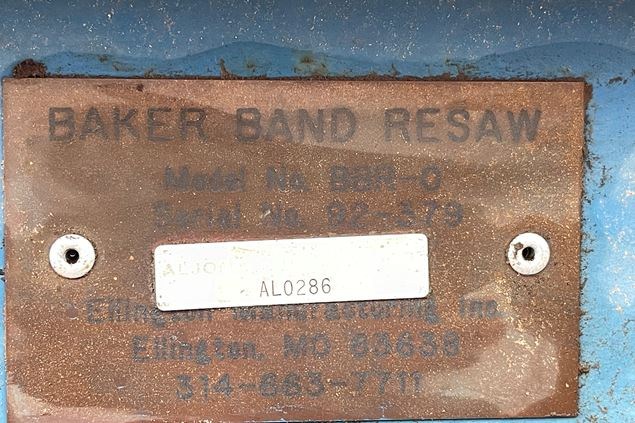 BAKER BAND RESAW
Model No. BBR-0
Serial No. 92-379
AL0286
Ellington Manufacturing Inc.
Ellington, MO 63638
314-663-7711